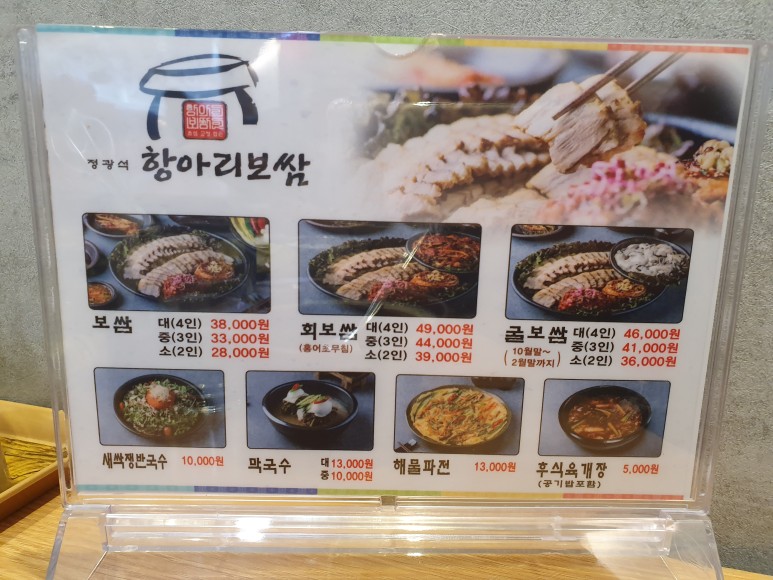 정광석 항아리보쌈
보쌈 대(4인) 38,000원
중(3인) 33,000원
소(2인) 28,000원
회보쌈 대(4인) 49,000원
(홍어초무침) 중(3인) 44,000원
소(2인) 39,000원
굴보쌈 대(4인) 46,000원
(10월말~ 중(3인) 41,000원
2월말까지) 소(2인) 36,000원
새싹쟁반국수 10,000원
막국수 대 13,000원
중 10,000원
해물파전 13,000원
후식육개장 5,000원
(공기밥포함)